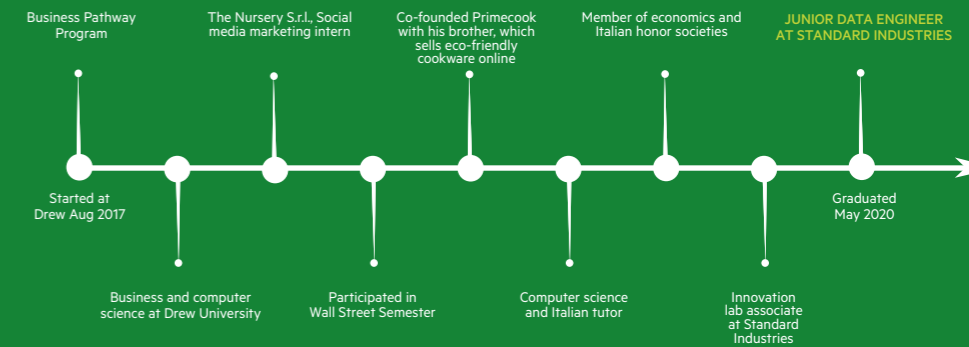 Business Pathway
Program
The Nursery S.r.l., Social
media marketing intern
Co-founded Primecook
with his brother, which
sells eco-friendly
cookware online
Member of economics and
Italian honor societies
JUNIOR DATA ENGINEER
AT STANDARD INDUSTRIES
Started at
Drew Aug 2017
Graduated
May 2020
Business and computer
science at Drew University
Participated in
Wall Street Semester
Computer science
and Italian tutor
Innovation
lab associate
at Standard
Industries